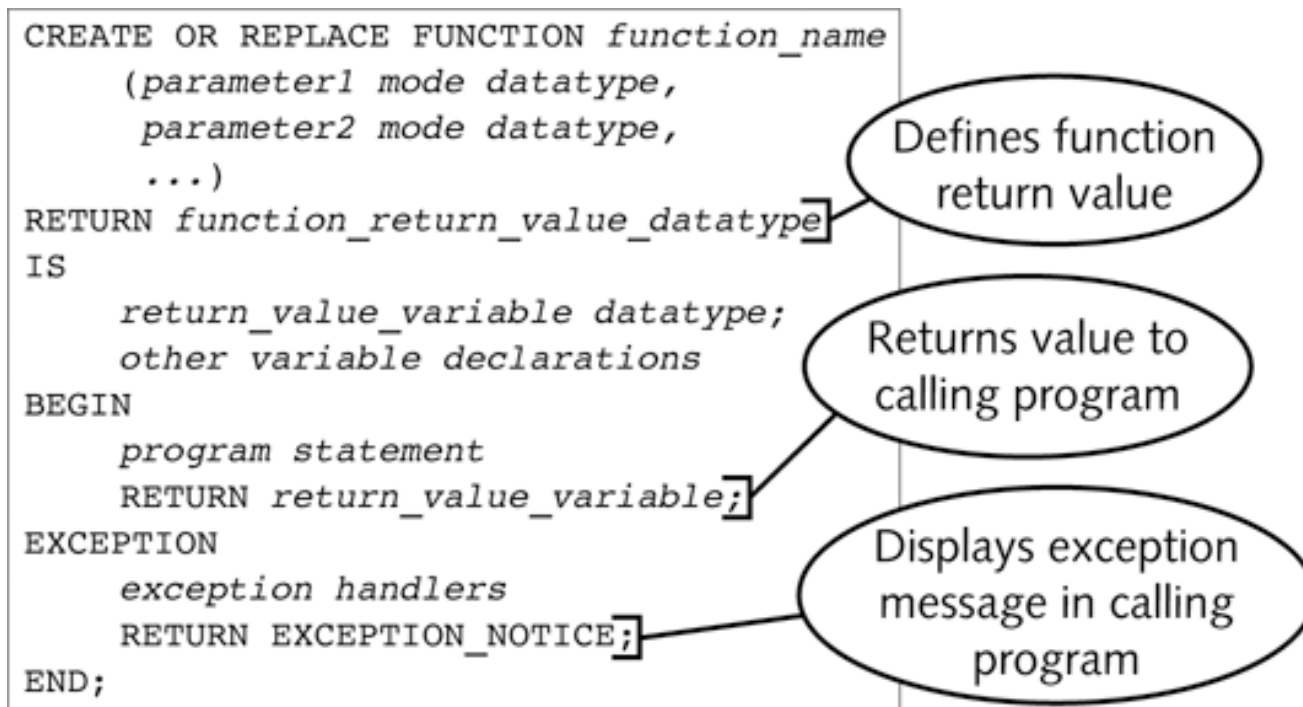 CREATE OR REPLACE FUNCTION function_name
(parameter1 mode datatype,
parameter2 mode datatype,
...)
RETURN function_return_value_datatype
IS
return_value_variable datatype;
other variable declarations
BEGIN
program statement
RETURN return_value_variable;
EXCEPTION
exception handlers
RETURN EXCEPTION_NOTICE;
END;
Defines function
return value
Returns value to
calling program
Displays exception
message in calling
program